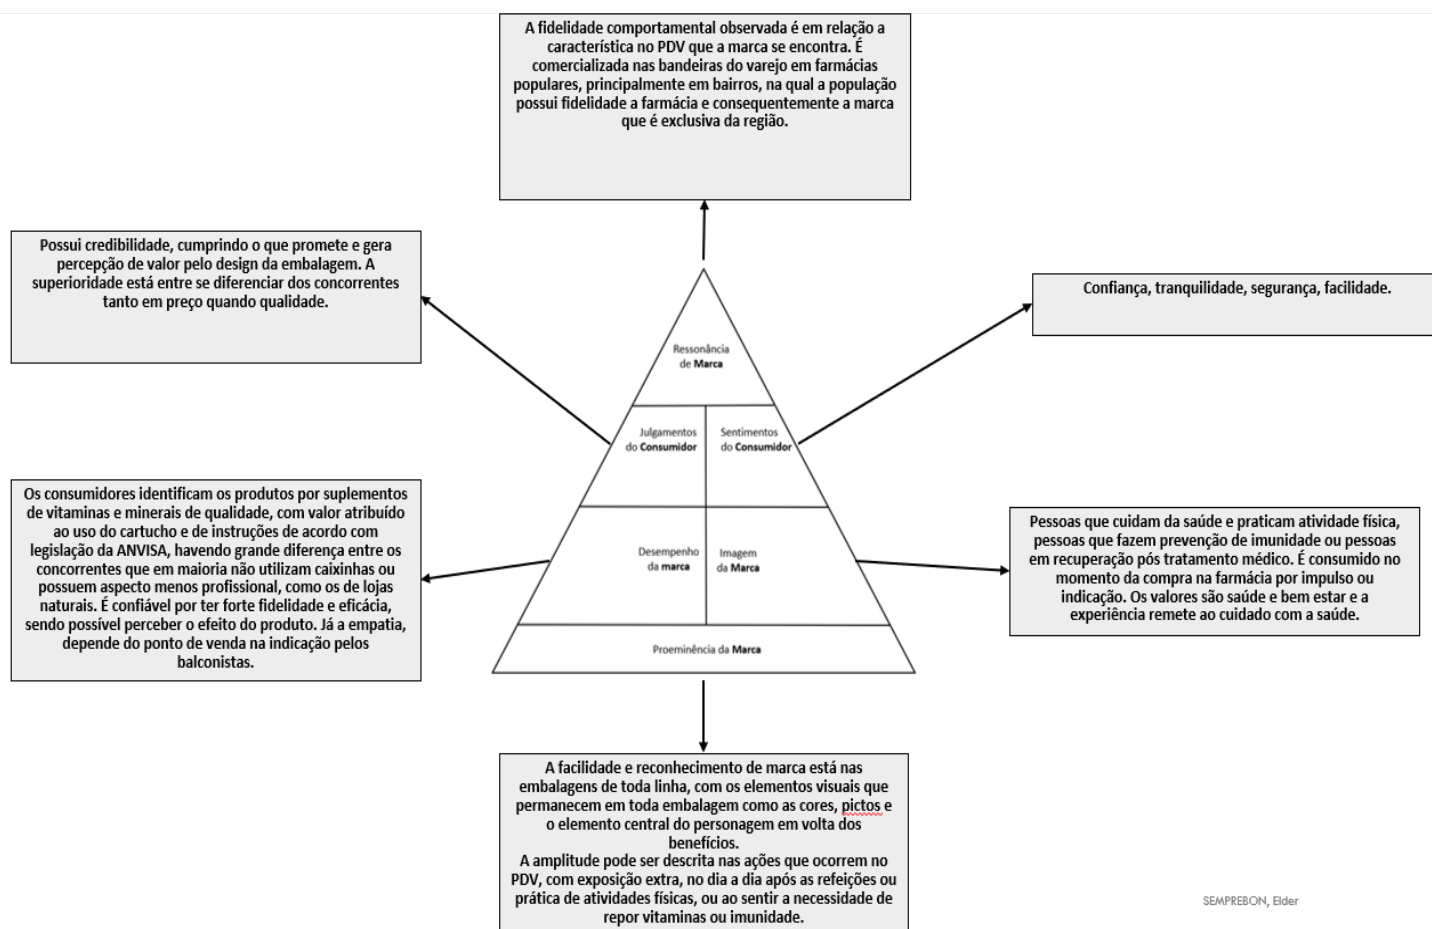 A fidelidade comportamental observada é em relação a
característica no PDV que a marca se encontra. É
comercializada nas bandeiras do varejo em farmácias
populares, principalmente em bairros, na qual a população
possui fidelidade a farmácia e consequentemente a marca
que é exclusiva da região.
Possui credibilidade, cumprindo o que promete e gera
percepção de valor pelo design da embalagem. A
superioridade está entre se diferenciar dos concorrentes
tanto em preço quando qualidade.
Confiança, tranquilidade, segurança, facilidade.
Ressonância
de Marca
Julgamentos
do Consumidor
Sentimentos
do Consumidor
Os consumidores identificam os produtos por suplementos
de vitaminas e minerais de qualidade, com valor atribuído
ao uso do cartucho e de instruções de acordo com
legislação da ANVISA, havendo grande diferença entre os
concorrentes que em maioria não utilizam caixinhas ou
possuem aspecto menos profissional, como os de lojas
naturais. É confiável por ter forte fidelidade e eficácia,
sendo possível perceber o efeito do produto. Já a empatia,
depende do ponto de venda na indicação pelos
balconistas.
Desempenho
da marca
Imagem
da Marca
Pessoas que cuidam da saúde e praticam atividade física,
pessoas que fazem prevenção de imunidade ou pessoas
em recuperação pós tratamento médico. É consumido no
momento da compra na farmácia por impulso ou
indicação. Os valores são saúde e bem estar e a
experiência remete ao cuidado com a saúde.
Proeminência da Marca
A facilidade e reconhecimento de marca está nas
embalagens de toda linha, com os elementos visuais que
permanecem em toda embalagem como as cores, pictos e
o elemento central do personagem em volta dos
benefícios.
A amplitude pode ser descrita nas ações que ocorrem no
PDV, com exposição extra, no dia a dia após as refeições ou
prática de atividades físicas, ou ao sentir a necessidade de
repor vitaminas ou imunidade.
SEMPREBON, Elder